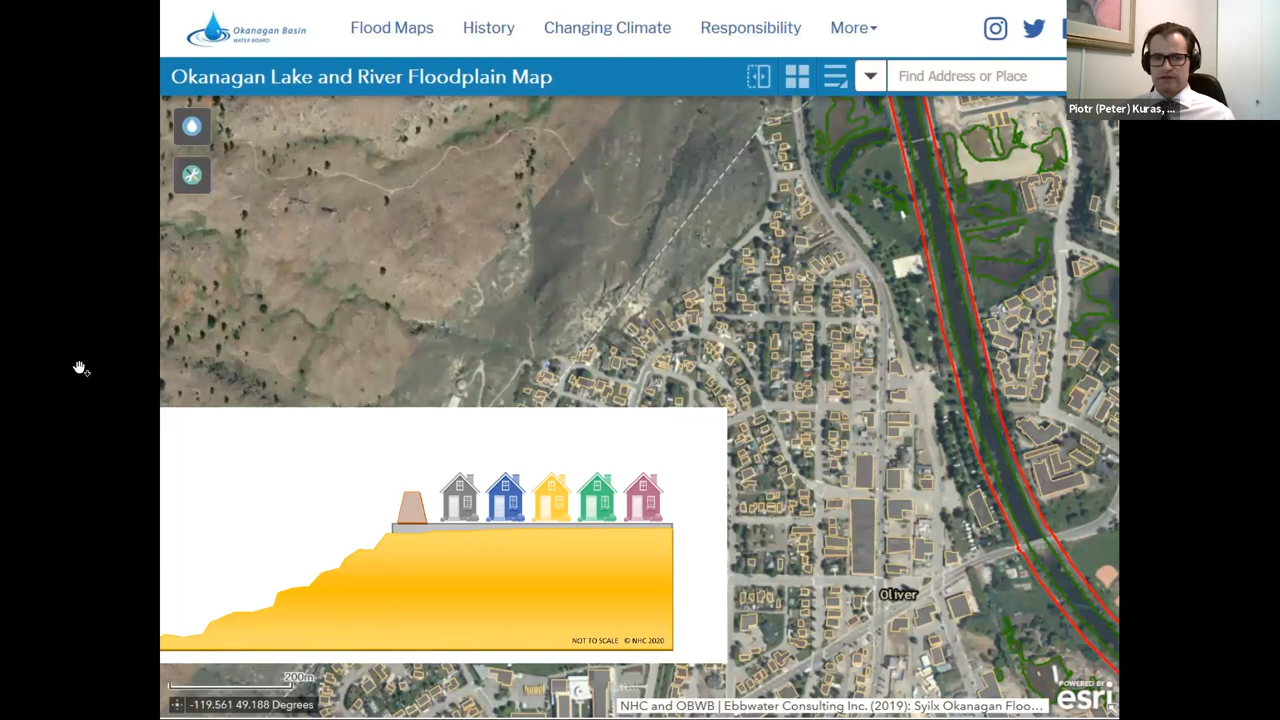 Okanagan Basin
WATER BOARD
Flood Maps
History
Changing Climate
Responsibility
More
Okanagan Lake and River Floodplain Map
Find Address or Place
Piotr (Peter) Kuras, ...
Oliver
NOT TO SCALE © NHC 2020
200m
-119.561 49.188 Degrees
NHC and OBWB | Ebbwater Consulting Inc. (2019): Syilx Okanagan Floo...
POWERED BY
esri